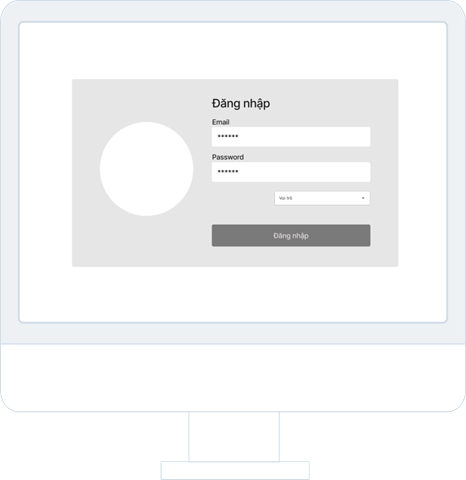 Đăng nhập
Email
******
Password
******
Vai trò
Đăng nhập